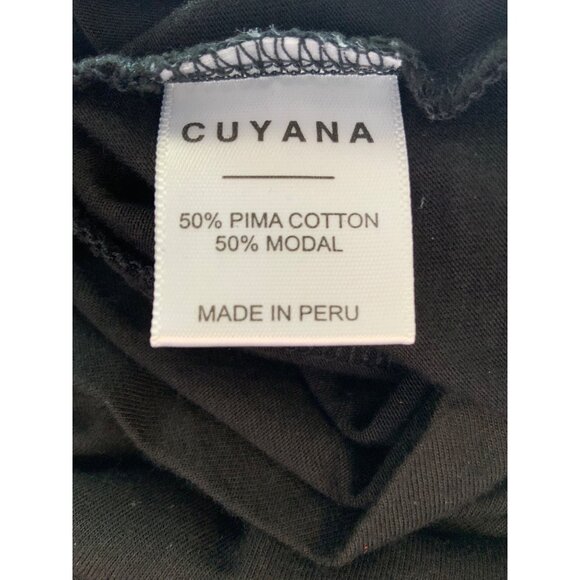 CUYANA
50% PIMA COTTON
50% MODAL
MADE IN PERU